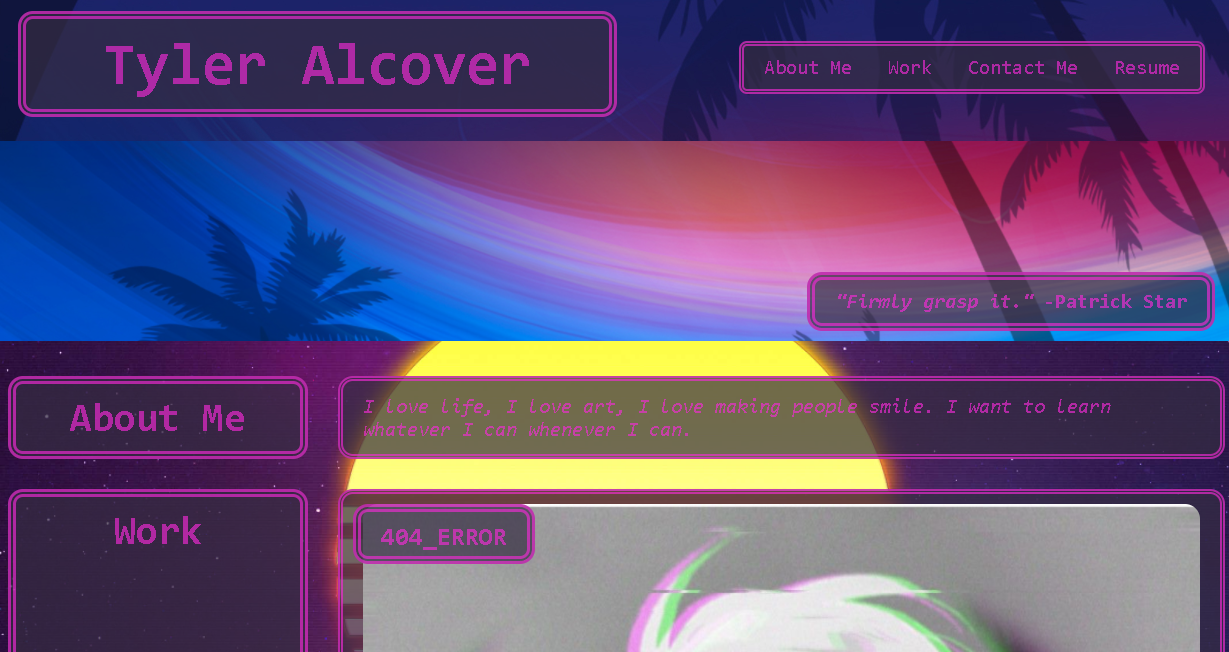 Tyler Alcover
About Me Work Contact Me Resume
“Firmly grasp it.“ -Patrick Star
About Me
I love life, I love art, I love making people smile. I want to learn
whatever I can whenever I can.
Work
404_ERROR